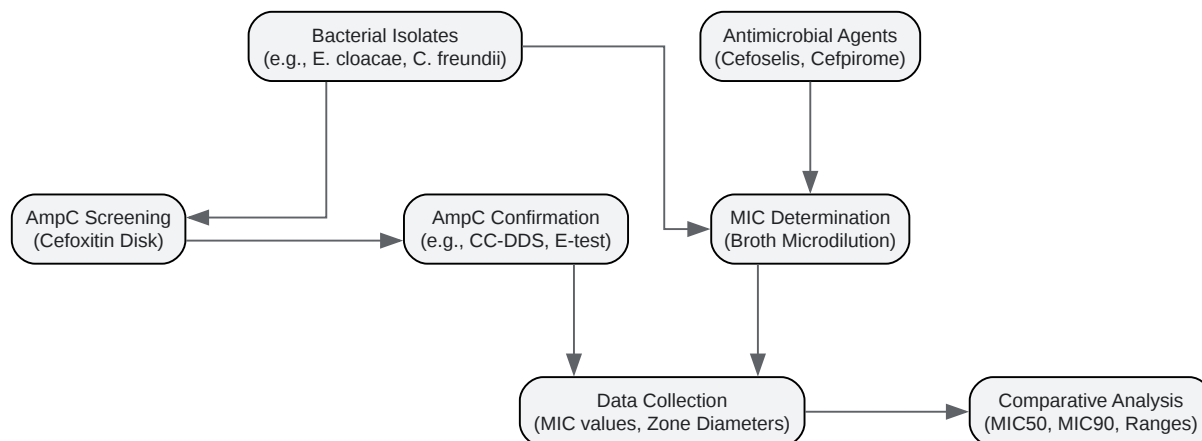 Bacterial Isolates
(e.g., E. cloacae, C. freundii)
Antimicrobial Agents
(Cefoselis, Cefpirome)
AmpC Screening
(Cefoxitin Disk)
AmpC Confirmation
(e.g., CC-DDS, E-test)
MIC Determination
(Broth Microdilution)
Data Collection
(MIC values, Zone Diameters)
Comparative Analysis
(MIC50, MIC90, Ranges)